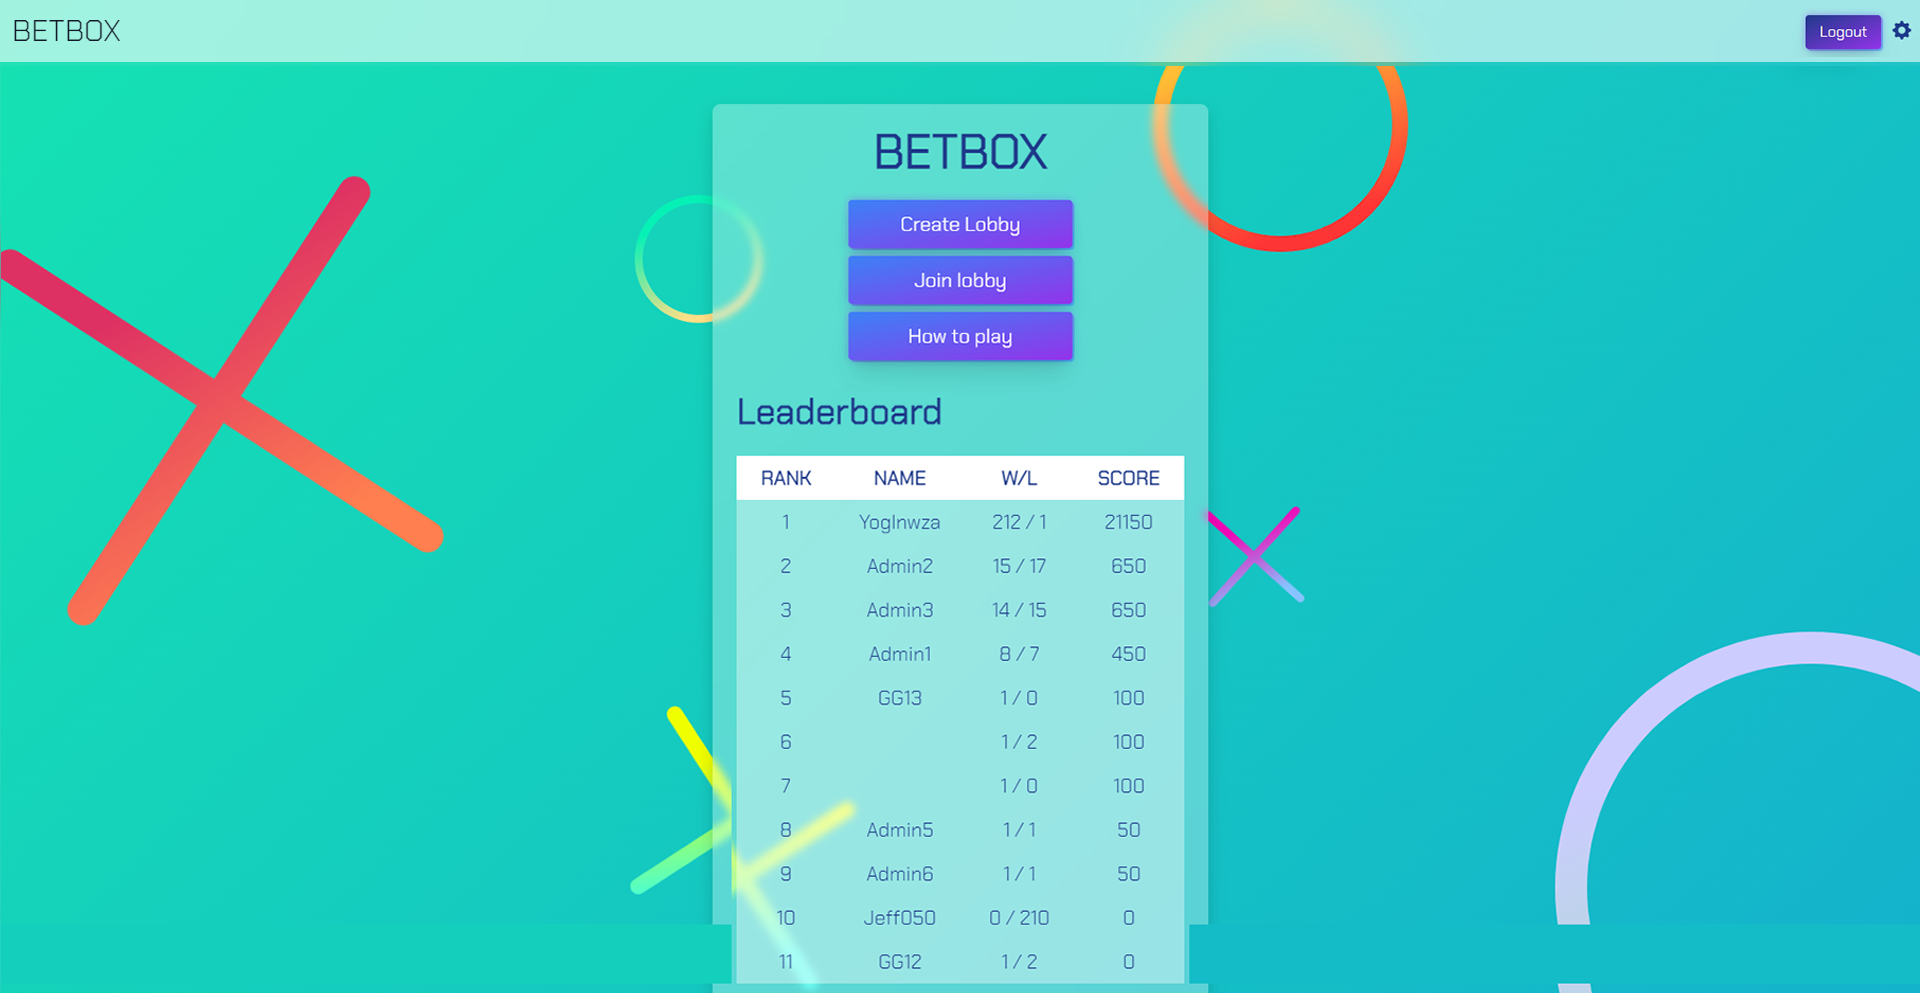 BETBOX
Logout
BETBOX
Create Lobby
Join lobby
How to play
Leaderboard
RANK NAME W/L SCORE
1 Yoglnwza 212 / 1 21150
2 Admin2 15 / 17 650
3 Admin3 14 / 15 650
4 Admin1 8 / 7 450
5 GG13 1 / 0 100
6 1 / 2 100
7 1 / 0 100
8 Admin5 1 / 1 50
9 Admin6 1 / 1 50
10 Jeff050 0 / 210 0
11 GG12 1 / 2 0